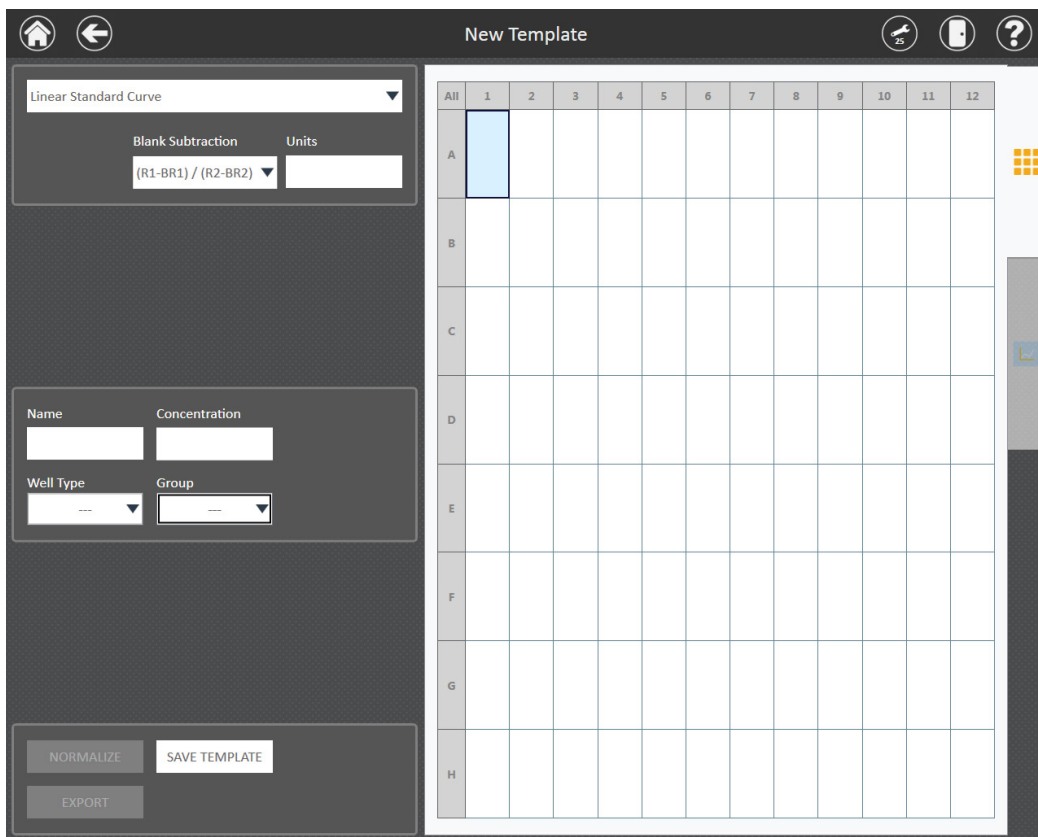 New Template
25
?
Linear Standard Curve
Blank Subtraction Units
(R1-BR1) / (R2-BR2)
All 1 2 3 4 5 6 7 8 9 10 11 12
A
B
C
D
E
F
G
H
Name Concentration
Well Type Group
--- ---
NORMALIZE SAVE TEMPLATE
EXPORT